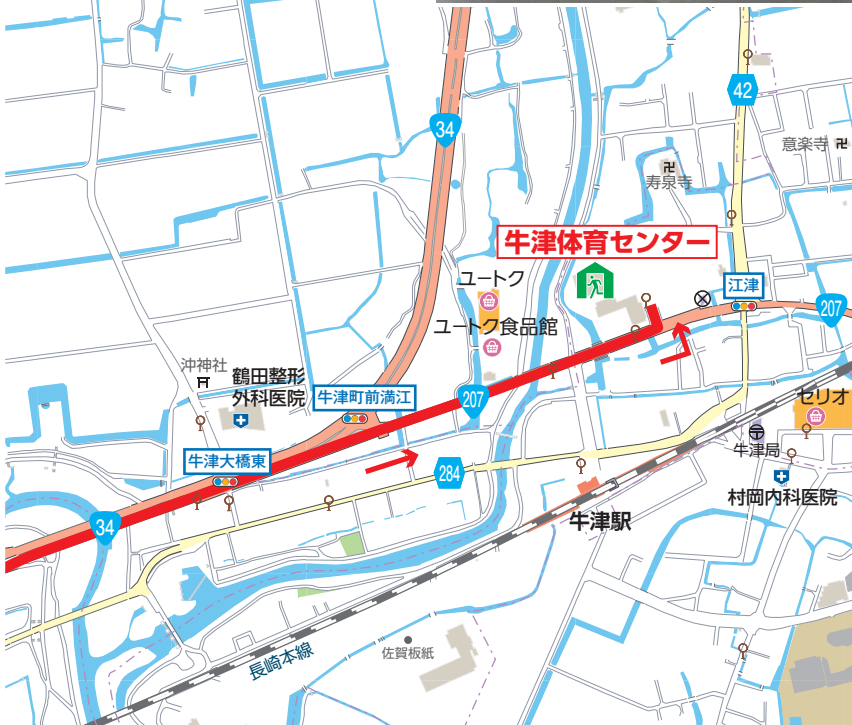 34
42
意楽寺
寿泉寺
牛津体育センター
ユートク
江津
207
ユートク食品館
沖神社
鶴田整形
外科医院
牛津町前満江
207
セリオ
牛津大橋東
284
牛津局
村岡内科医院
34
牛津駅
長崎本線
佐賀板紙